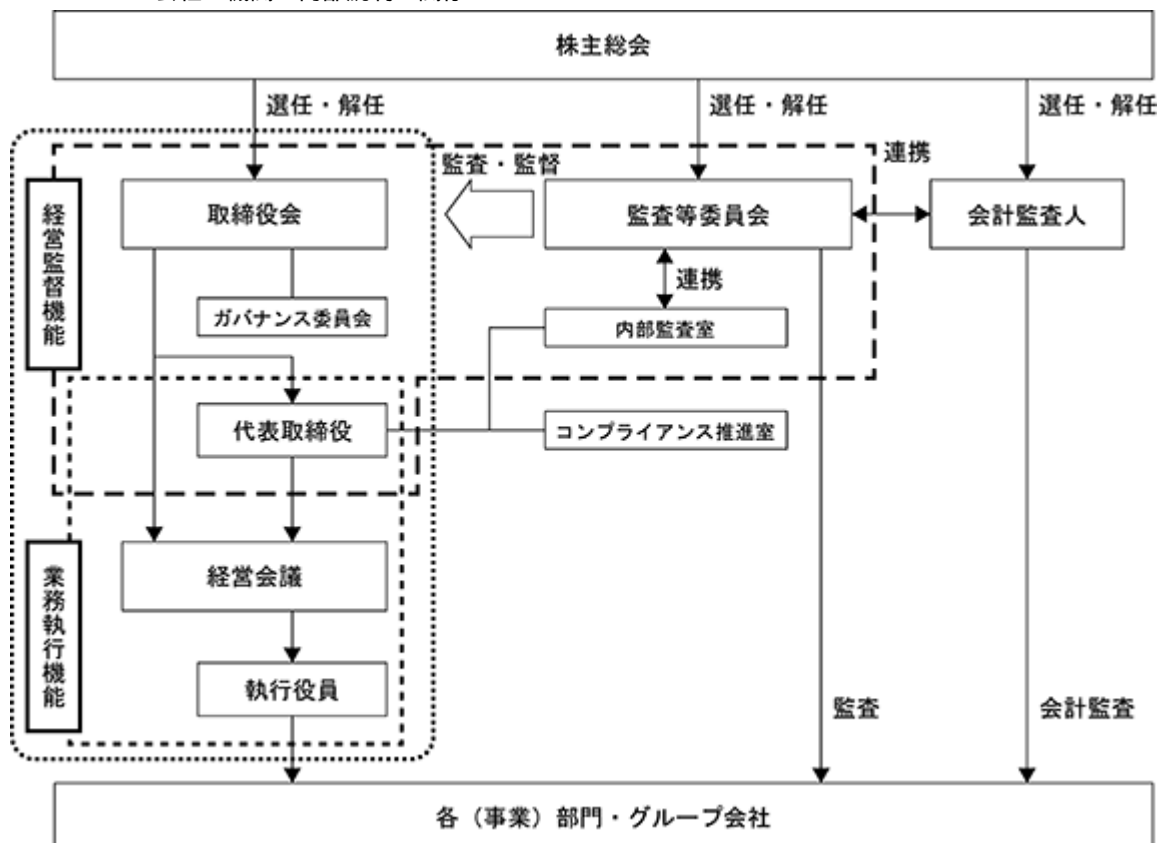 株主総会
選任・解任
選任・解任
選任・解任
監査・監督
連携
経営監督機能
取締役会
監査等委員会
会計監査人
連携
ガバナンス委員会
内部監査室
代表取締役
コンプライアンス推進室
業務執行機能
経営会議
執行役員
監査
会計監査
各（事業）部門・グループ会社